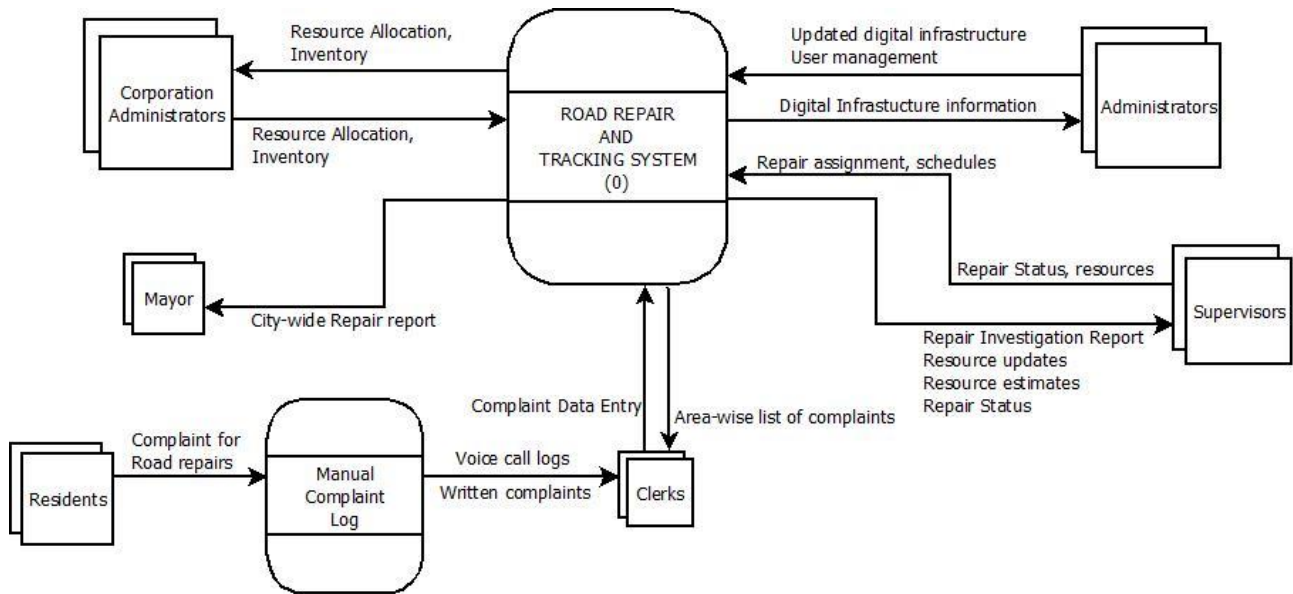 Resource Allocation,
Inventory
Corporation
Administrators
Resource Allocation,
Inventory
ROAD REPAIR
AND
TRACKING SYSTEM
(0)
Updated digital infrastructure
User management
Digital Infrastucture information
Administrators
Repair assignment, schedules
Repair Status, resources
Supervisors
Repair Investigation Report
Resource updates
Resource estimates
Repair Status
Mayor
City-wide Repair report
Complaint Data Entry
Area-wise list of complaints
Residents
Complaint for
Road repairs
Manual
Complaint
Log
Voice call logs
Written complaints
Clerks